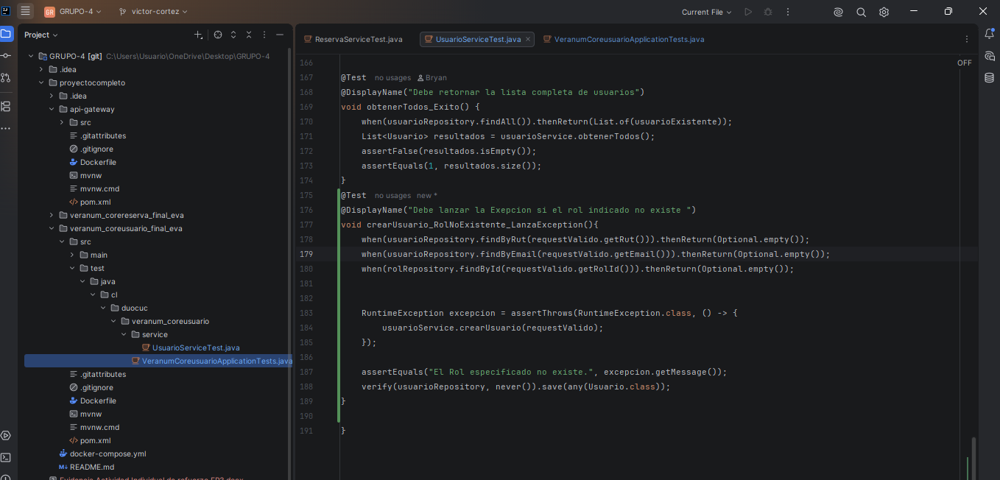 GR GRUPO-4 victor-cortez Current File
Project
GRUPO-4 [git] C:\Users\Usuario\OneDrive\Desktop\GRUPO-4
.idea
proyectocompleto
.idea
api-gateway
src
.gitattributes
.gitignore
Dockerfile
mvnw
mvnw.cmd
pom.xml
veranum_corereserva_final_eva
veranum_coreusuario_final_eva
src
main
test
java
cl
duocuc
veranum_coreusuario
service
UsuarioServiceTest.java
VeranumCoreusuarioApplicationTests.java
.gitattributes
.gitignore
Dockerfile
mvnw
mvnw.cmd
pom.xml
docker-compose.yml
README.md
ReservaServiceTest.java UsuarioServiceTest.java VeranumCoreusuarioApplicationTests.java
OFF
166
167 @Test no usages Bryan
168 @DisplayName("Debe retornar la lista completa de usuarios")
169 void obtenerTodos_Exito() {
170 when(usuarioRepository.findAll()).thenReturn(List.of(usuarioExistente));
171 List<Usuario> resultados = usuarioService.obtenerTodos();
172 assertFalse(resultados.isEmpty());
173 assertEquals(1, resultados.size());
174 }
175 @Test no usages new *
176 @DisplayName("Debe lanzar la Exepcion si el rol indicado no existe ")
177 void crearUsuario_RolNoExistente_LanzaException(){
178 when(usuarioRepository.findByRut(requestValido.getRut())).thenReturn(Optional.empty());
179 when(usuarioRepository.findByEmail(requestValido.getEmail())).thenReturn(Optional.empty());
180 when(rolRepository.findById(requestValido.getRolId())).thenReturn(Optional.empty());
181
182
183 RuntimeException excepcion = assertThrows(RuntimeException.class, () -> {
184 usuarioService.crearUsuario(requestValido);
185 });
186
187 assertEquals("El Rol especificado no existe.", excepcion.getMessage());
188 verify(usuarioRepository, never()).save(any(Usuario.class));
189 }
190
191 }